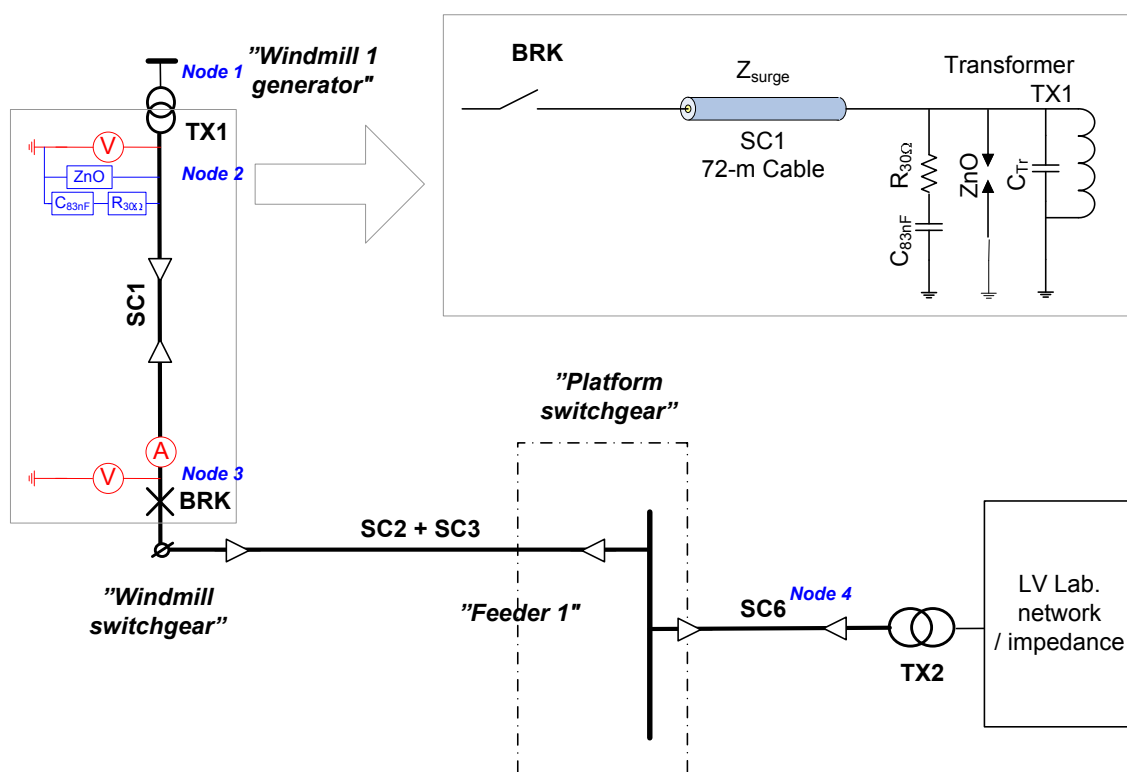 ”Windmill 1
generator"
Node 1
TX1
V
ZnO
Node 2
C83nF
R30Ω
SC1
A
V
Node 3
BRK
SC2 + SC3
”Windmill
switchgear”
”Platform
switchgear”
”Feeder 1"
SC6
Node 4
TX2
LV Lab.
network
/ impedance
BRK
Zsurge
SC1
72-m Cable
Transformer
TX1
R30Ω
C83nF
ZnO
CTr